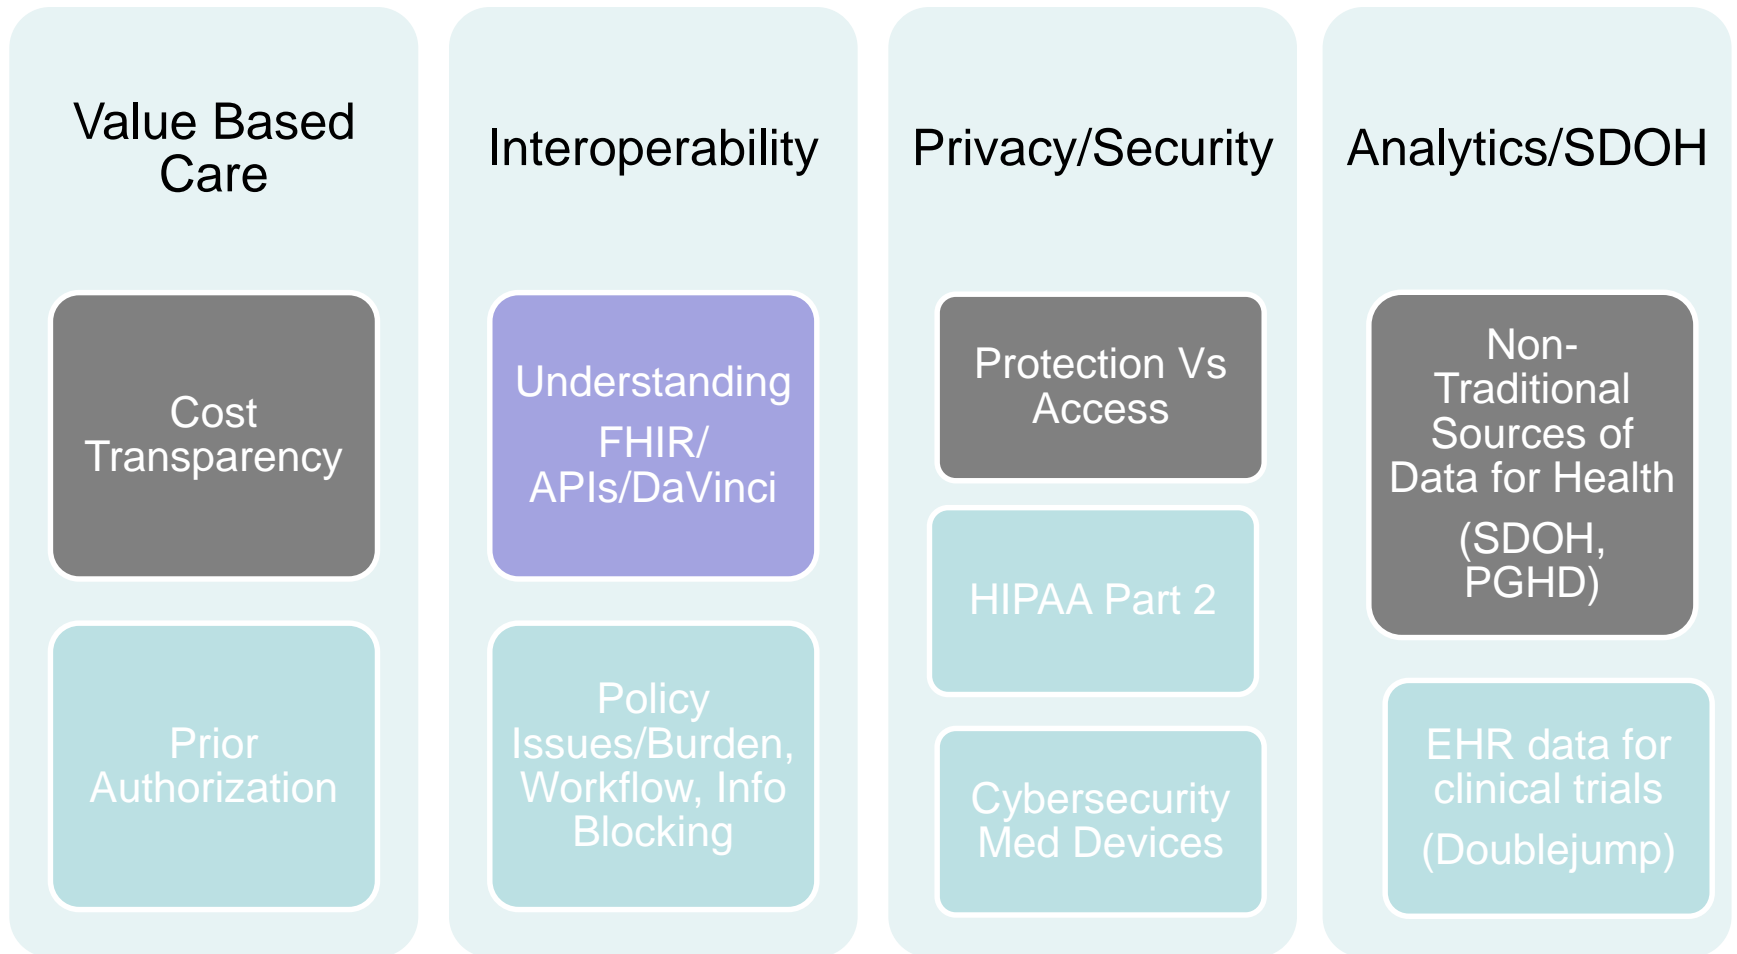 Value Based
Care
Cost
Transparency
Prior
Authorization
Interoperability
Understanding
FHIR/
APIs/DaVinci
Policy
Issues/Burden,
Workflow, Info
Blocking
Privacy/Security
Protection Vs
Access
HIPAA Part 2
Cybersecurity
Med Devices
Analytics/SDOH
Non-
Traditional
Sources of
Data for Health
(SDOH,
PGHD)
EHR data for
clinical trials
(Doublejump)